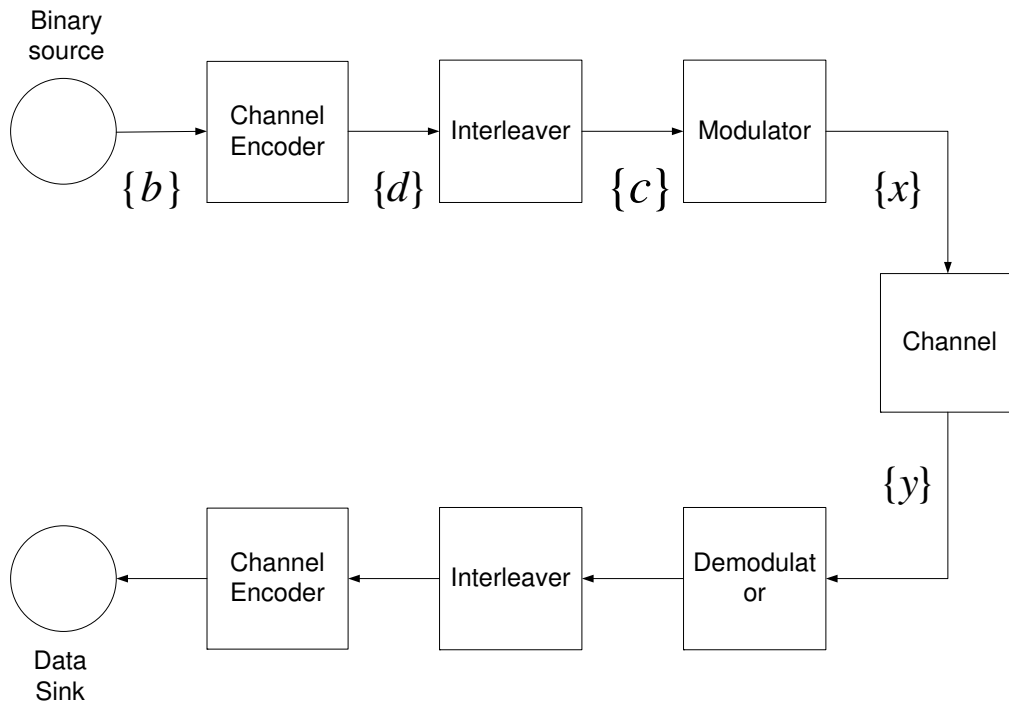 Binary
source
Channel
Encoder
Interleaver
Modulator
{b}
{d}
{c}
{x}
Channel
{y}
Channel
Encoder
Interleaver
Demodulat
or
Data
Sink